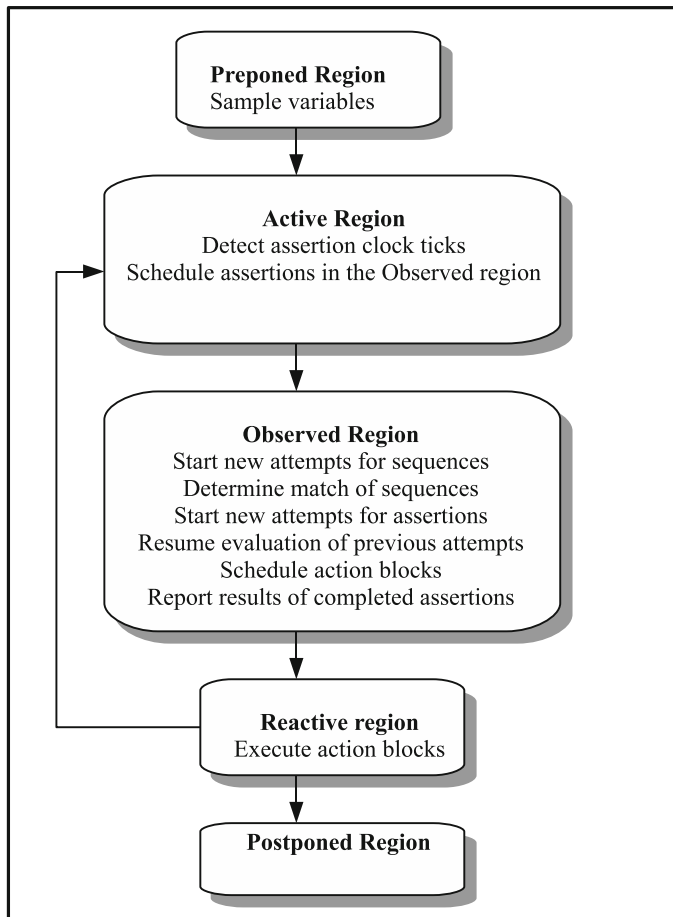 Preponed Region
Sample variables
Active Region
Detect assertion clock ticks
Schedule assertions in the Observed region
Observed Region
Start new attempts for sequences
Determine match of sequences
Start new attempts for assertions
Resume evaluation of previous attempts
Schedule action blocks
Report results of completed assertions
Reactive region
Execute action blocks
Postponed Region